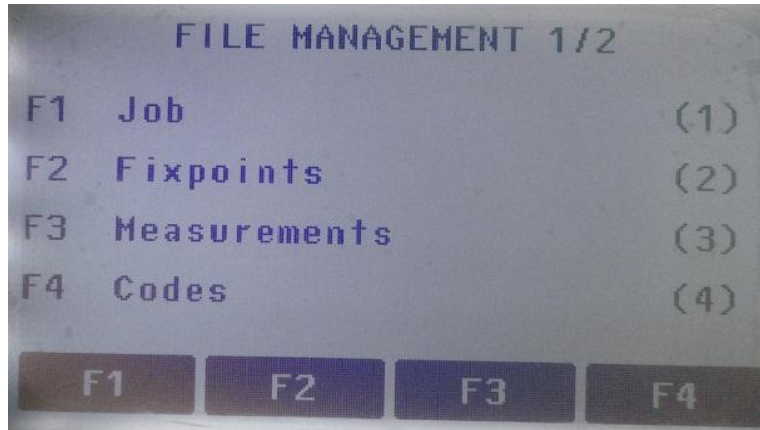 FILE MANAGEMENT 1/2
F1 Job (1)
F2 Fixpoints (2)
F3 Measurements (3)
F4 Codes (4)
F1 F2 F3 F4